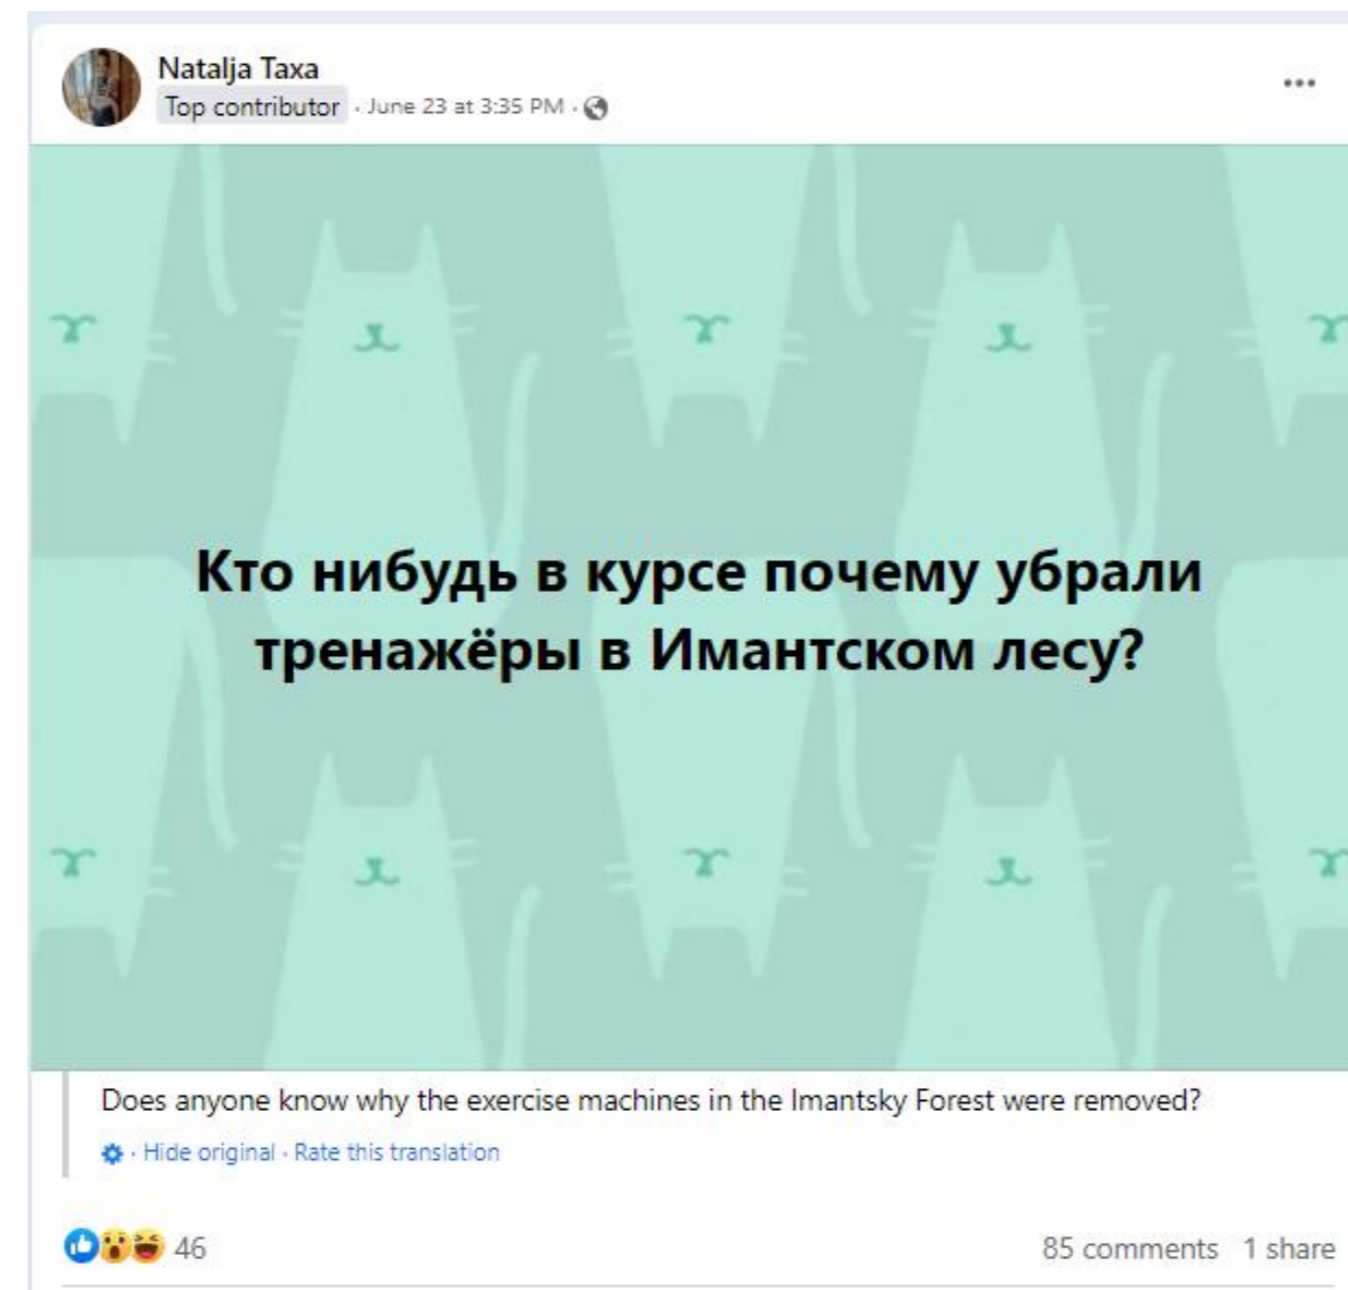 Natalja Taxa
Top contributor · June 23 at 3:35 PM ·
Кто нибудь в курсе почему убрали
тренажёры в Имантском лесу?
Does anyone know why the exercise machines in the Imantsky Forest were removed?
· Hide original · Rate this translation
46 85 comments 1 share